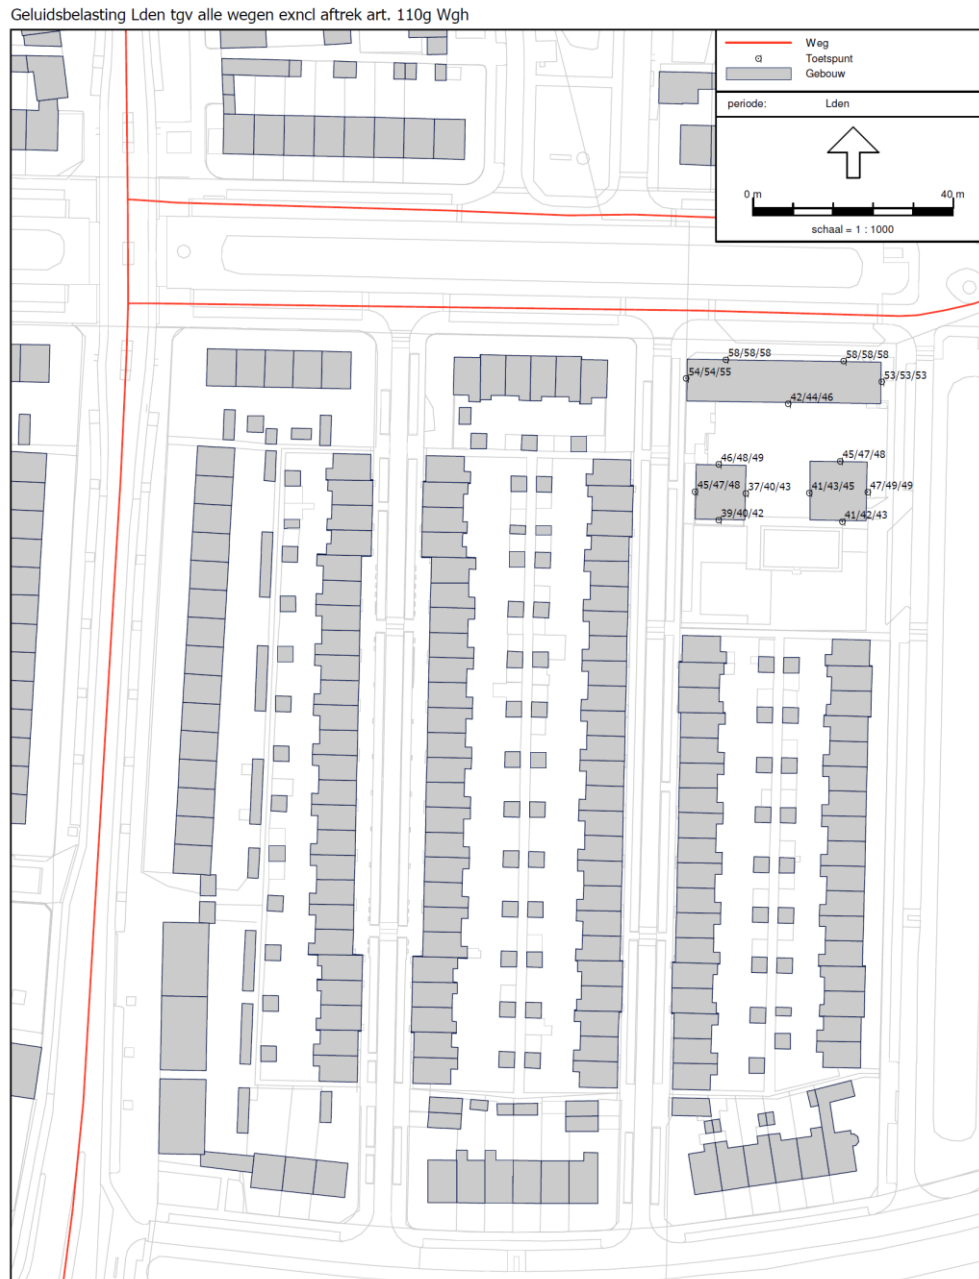 Geluidsbelasting Lden tgv alle wegen exncl aftrek art. 110g Wgh
Weg
Toetspunt
Gebouw
periode: Lden
0 m 40 m
schaal = 1 : 1000
58/58/58 58/58/58
54/54/55 53/53/53
42/44/46
46/48/49 45/47/48
45/47/48 37/40/43 41/43/45 47/49/49
39/40/42 41/42/43